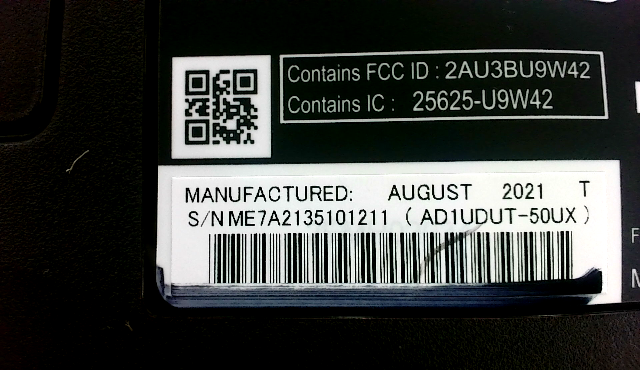 Contains FCC ID : 2AU3BU9W42
Contains IC : 25625-U9W42
MANUFACTURED: AUGUST 2021 T
S/N ME7A2135101211 ( AD1UDUT-50UX )